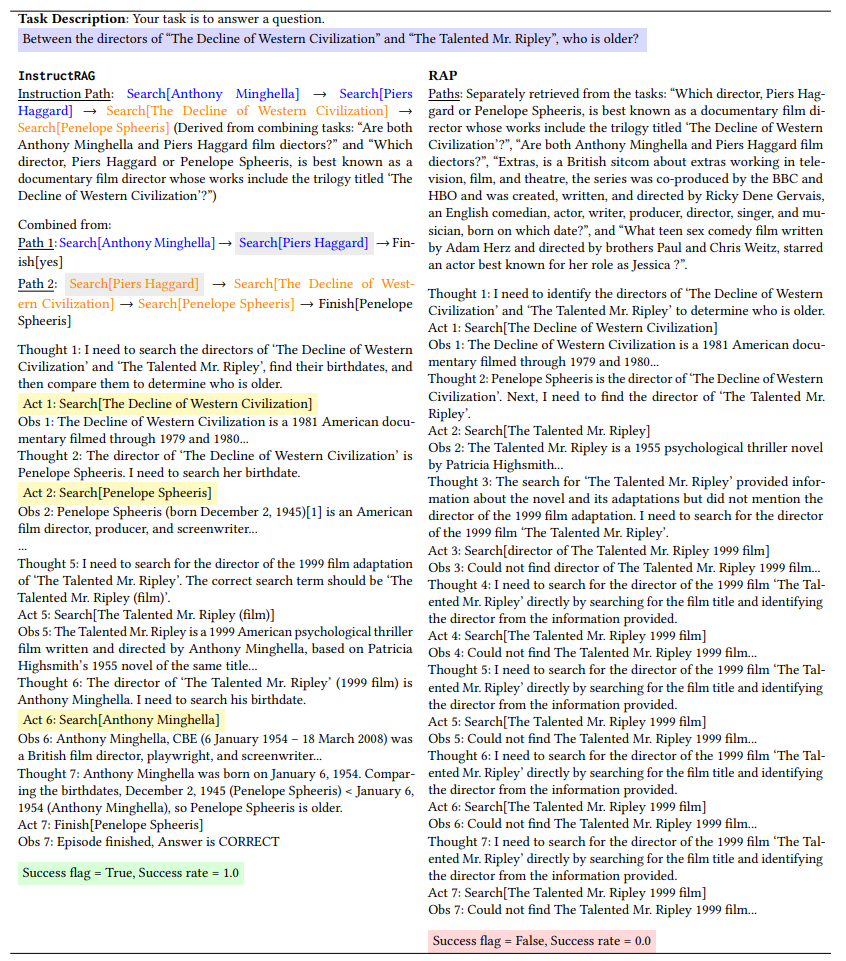 Task Description: Your task is to answer a question.
Between the directors of “The Decline of Western Civilization” and “The Talented Mr. Ripley”, who is older?
InstructRAG
Instruction Path: Search[Anthony Minghella] → Search[Piers
Haggard] → Search[The Decline of Western Civilization] →
Search[Penelope Spheeris] (Derived from combining tasks: “Are both
Anthony Minghella and Piers Haggard film diectors?” and “Which
director, Piers Haggard or Penelope Spheeris, is best known as a
documentary film director whose works include the trilogy titled ‘The
Decline of Western Civilization’?”)
Combined from:
Path 1: Search[Anthony Minghella] → Search[Piers Haggard] → Fin-
ish[yes]
Path 2: Search[Piers Haggard] → Search[The Decline of West-
ern Civilization] → Search[Penelope Spheeris] → Finish[Penelope
Spheeris]
Thought 1: I need to search the directors of ‘The Decline of Western
Civilization’ and ‘The Talented Mr. Ripley’, find their birthdates, and
then compare them to determine who is older.
Act 1: Search[The Decline of Western Civilization]
Obs 1: The Decline of Western Civilization is a 1981 American docu-
mentary filmed through 1979 and 1980...
Thought 2: The director of ‘The Decline of Western Civilization’ is
Penelope Spheeris. I need to search her birthdate.
Act 2: Search[Penelope Spheeris]
Obs 2: Penelope Spheeris (born December 2, 1945)[1] is an American
film director, producer, and screenwriter...
...
Thought 5: I need to search for the director of the 1999 film adaptation
of ‘The Talented Mr. Ripley’. The correct search term should be ‘The
Talented Mr. Ripley (film)’.
Act 5: Search[The Talented Mr. Ripley (film)]
Obs 5: The Talented Mr. Ripley is a 1999 American psychological thriller
film written and directed by Anthony Minghella, based on Patricia
Highsmith’s 1955 novel of the same title...
Thought 6: The director of ‘The Talented Mr. Ripley’ (1999 film) is
Anthony Minghella. I need to search his birthdate.
Act 6: Search[Anthony Minghella]
Obs 6: Anthony Minghella, CBE (6 January 1954 – 18 March 2008) was
a British film director, playwright, and screenwriter...
Thought 7: Anthony Minghella was born on January 6, 1954. Compar-
ing the birthdates, December 2, 1945 (Penelope Spheeris) < January 6,
1954 (Anthony Minghella), so Penelope Spheeris is older.
Act 7: Finish[Penelope Spheeris]
Obs 7: Episode finished, Answer is CORRECT
Success flag = True, Success rate = 1.0
RAP
Paths: Separately retrieved from the tasks: “Which director, Piers Hag-
gard or Penelope Spheeris, is best known as a documentary film di-
rector whose works include the trilogy titled ‘The Decline of Western
Civilization’?”, “Are both Anthony Minghella and Piers Haggard film
diectors?”, “Extras, is a British sitcom about extras working in tele-
vision, film, and theatre, the series was co-produced by the BBC and
HBO and was created, written, and directed by Ricky Dene Gervais,
an English comedian, actor, writer, producer, director, singer, and mu-
sician, born on which date?”, and “What teen sex comedy film written
by Adam Herz and directed by brothers Paul and Chris Weitz, starred
an actor best known for her role as Jessica ?”.
Thought 1: I need to identify the directors of ‘The Decline of Western
Civilization’ and ‘The Talented Mr. Ripley’ to determine who is older.
Act 1: Search[The Decline of Western Civilization]
Obs 1: The Decline of Western Civilization is a 1981 American docu-
mentary filmed through 1979 and 1980...
Thought 2: Penelope Spheeris is the director of ‘The Decline of Western
Civilization’. Next, I need to find the director of ‘The Talented Mr.
Ripley’.
Act 2: Search[The Talented Mr. Ripley]
Obs 2: The Talented Mr. Ripley is a 1955 psychological thriller novel
by Patricia Highsmith...
Thought 3: The search for ‘The Talented Mr. Ripley’ provided infor-
mation about the novel and its adaptations but did not mention the
director of the 1999 film adaptation. I need to search for the director
of the 1999 film ‘The Talented Mr. Ripley’.
Act 3: Search[director of The Talented Mr. Ripley 1999 film]
Obs 3: Could not find director of The Talented Mr. Ripley 1999 film...
Thought 4: I need to search for the director of the 1999 film ‘The Tal-
ented Mr. Ripley’ directly by searching for the film title and identifying
the director from the information provided.
Act 4: Search[The Talented Mr. Ripley 1999 film]
Obs 4: Could not find The Talented Mr. Ripley 1999 film...
Thought 5: I need to search for the director of the 1999 film ‘The Tal-
ented Mr. Ripley’ directly by searching for the film title and identifying
the director from the information provided.
Act 5: Search[The Talented Mr. Ripley 1999 film]
Obs 5: Could not find The Talented Mr. Ripley 1999 film...
Thought 6: I need to search for the director of the 1999 film ‘The Tal-
ented Mr. Ripley’ directly by searching for the film title and identifying
the director from the information provided.
Act 6: Search[The Talented Mr. Ripley 1999 film]
Obs 6: Could not find The Talented Mr. Ripley 1999 film...
Thought 7: I need to search for the director of the 1999 film ‘The Tal-
ented Mr. Ripley’ directly by searching for the film title and identifying
the director from the information provided.
Act 7: Search[The Talented Mr. Ripley 1999 film]
Obs 7: Could not find The Talented Mr. Ripley 1999 film...
Success flag = False, Success rate = 0.0